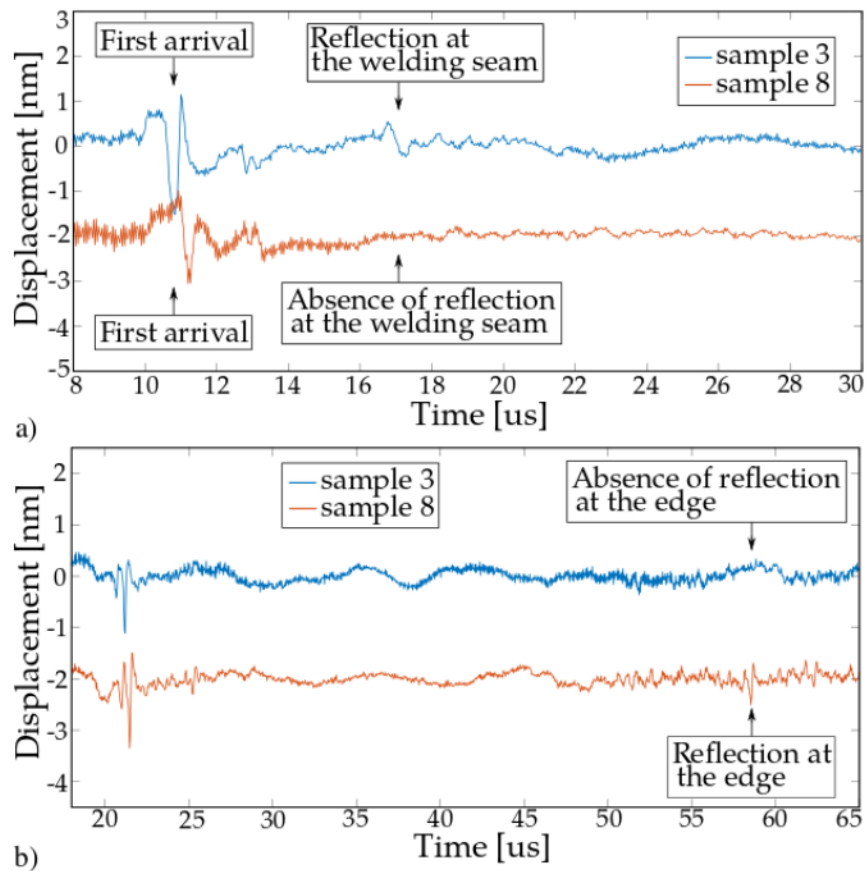 3
2
1
0
-1
-2
-3
-4
-5
Displacement [nm]
First arrival
Reflection at
the welding seam
sample 3
sample 8
First arrival
Absence of reflection
at the welding seam
8 10 12 14 16 18 20 22 24 26 28 30
Time [us]
a)
2
1
0
-1
-2
-3
-4
Displacement [nm]
sample 3
sample 8
Absence of reflection
at the edge
Reflection at
the edge
20 25 30 35 40 45 50 55 60 65
Time [us]
b)